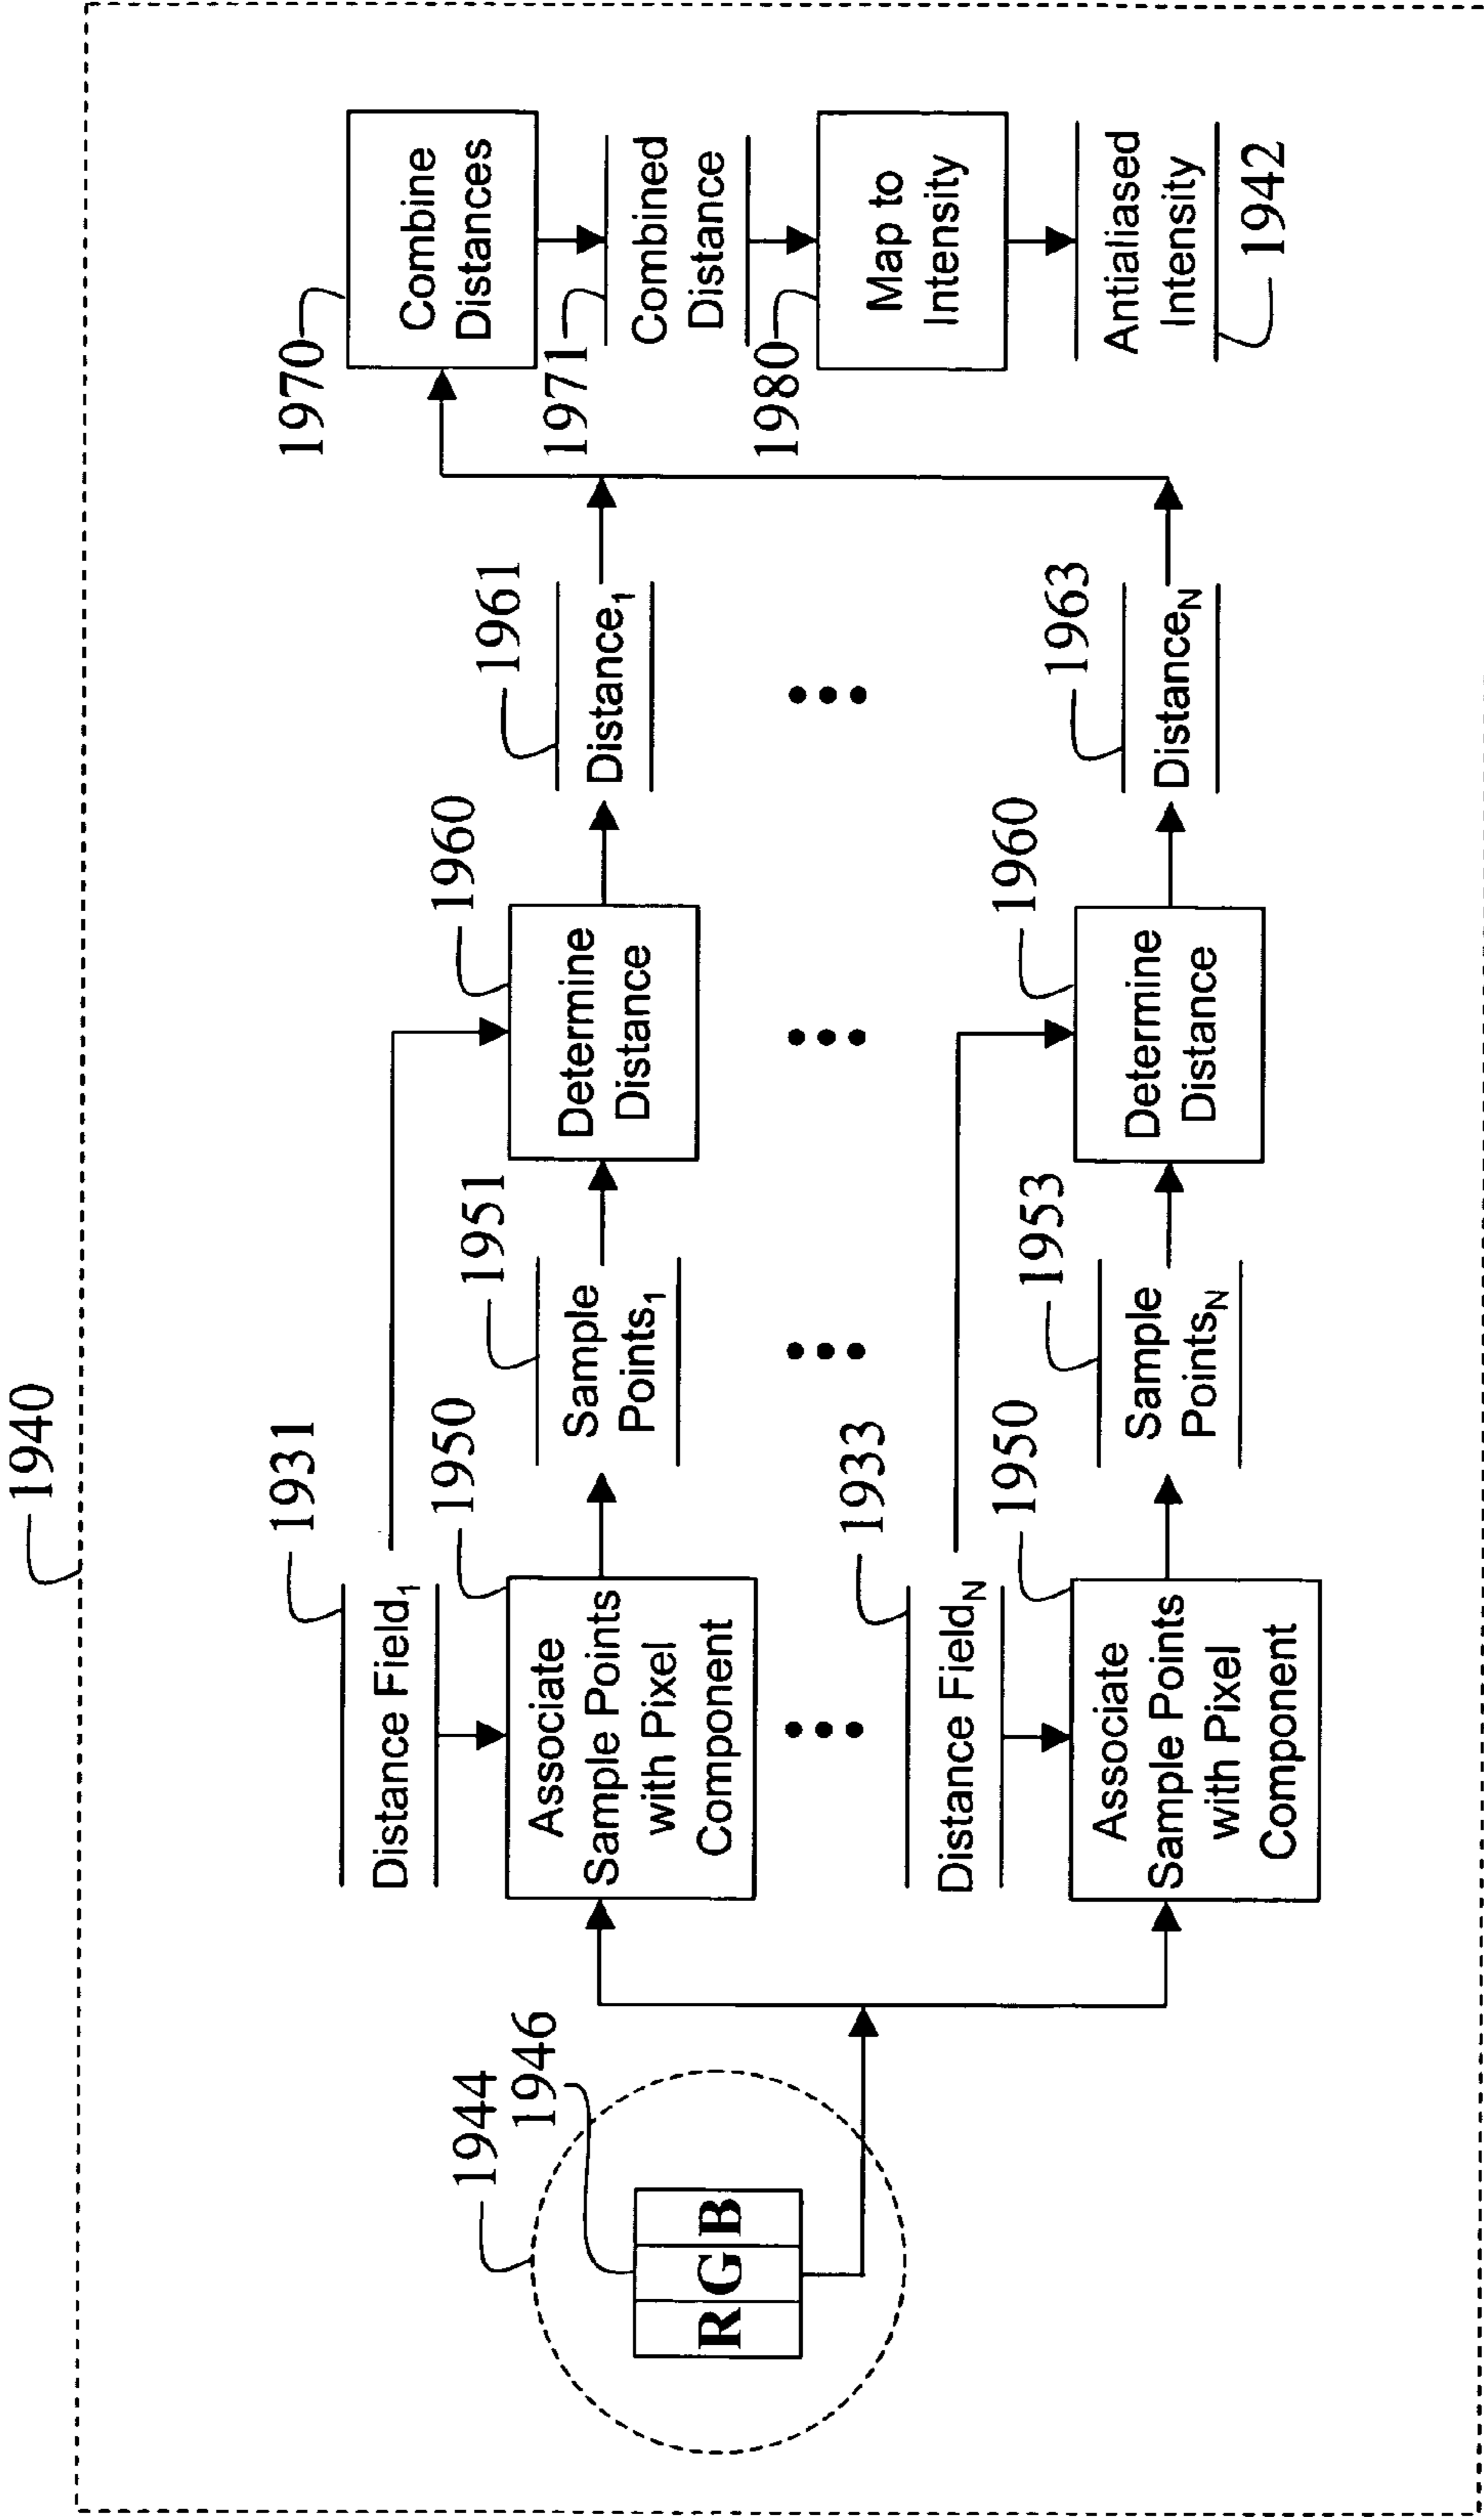 1940
1944
1946
R G B
1931
Distance Field1
1950
Associate
Sample Points
with Pixel
Component
1951
Sample
Points1
1960
Determine
Distance
1961
Distance1
1933
Distance FieldN
1950
Associate
Sample Points
with Pixel
Component
1953
Sample
PointsN
1960
Determine
Distance
1963
DistanceN
1970
Combine
Distances
1971
Combined
Distance
1980
Map to
Intensity
Antialiased
Intensity
1942